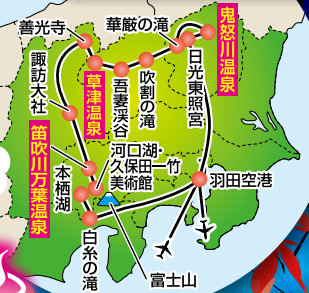 善光寺
華厳の滝
鬼怒川温泉
諏訪大社
草津温泉
吾妻渓谷
吹割の滝
日光東照宮
笛吹川万葉温泉
本栖湖
河口湖・
久保田一竹
美術館
羽田空港
白糸の滝
富士山